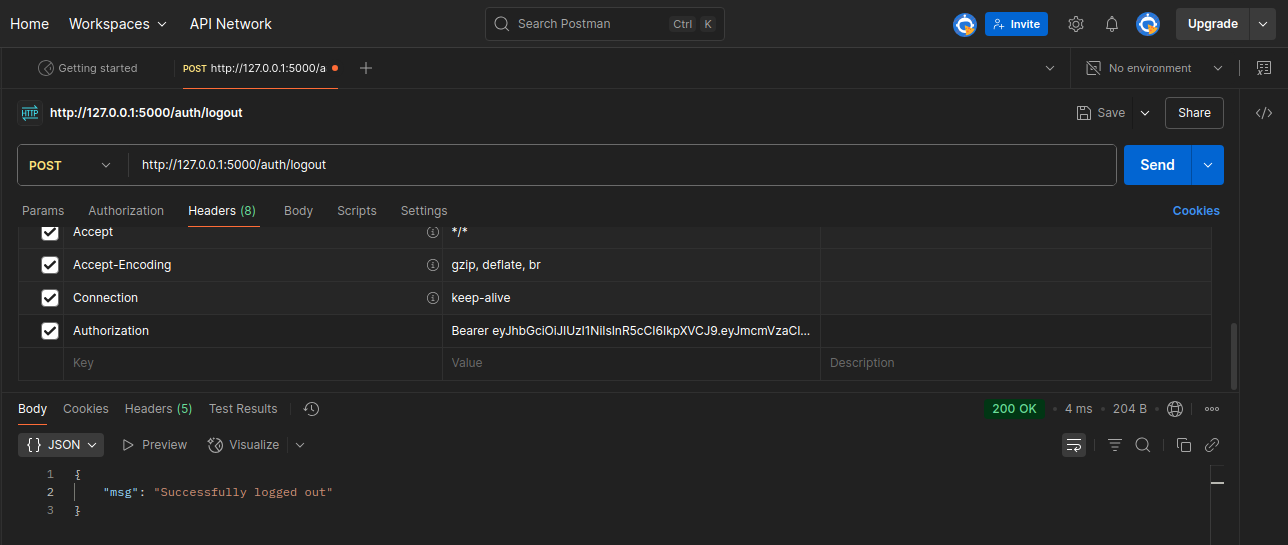 Home Workspaces API Network Search Postman Ctrl K Invite Upgrade
Getting started POST http://127.0.0.1:5000/a No environment
HTTP http://127.0.0.1:5000/auth/logout Save Share
POST http://127.0.0.1:5000/auth/logout Send
Params Authorization Headers (8) Body Scripts Settings Cookies
Accept */*
Accept-Encoding gzip, deflate, br
Connection keep-alive
Authorization Bearer eyJhbGciOiJIUzI1NiIsInR5cCI6IkpXVCJ9.eyJmcmVzaCI...
Key Value Description
Body Cookies Headers (5) Test Results 200 OK • 4 ms • 204 B •
{} JSON Preview Visualize
1 {
2 "msg": "Successfully logged out"
3 }